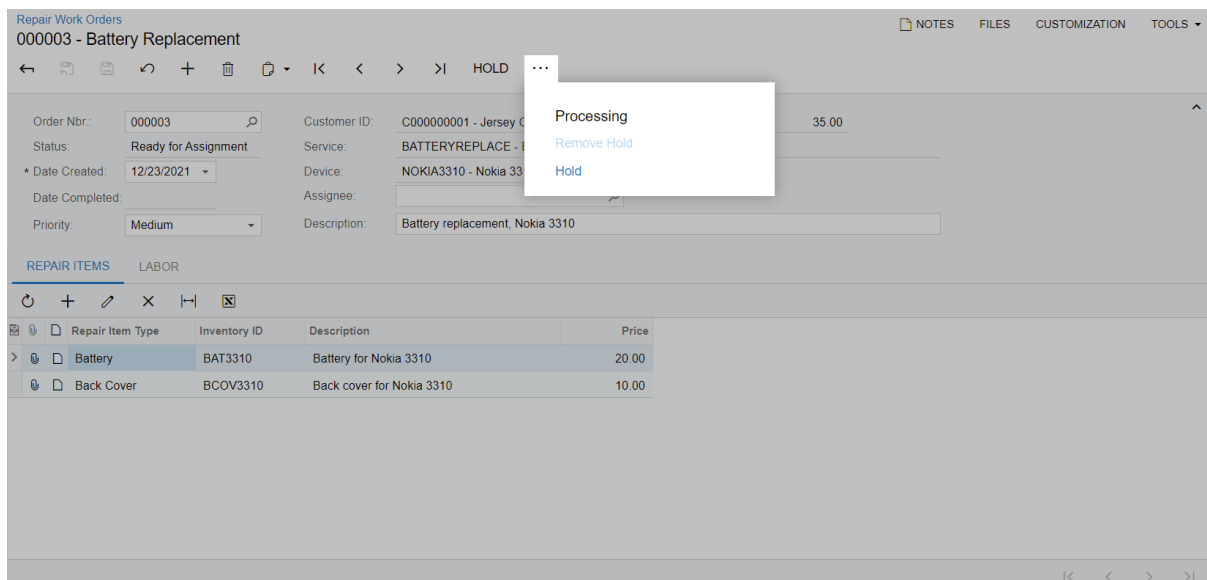 Repair Work Orders
000003 - Battery Replacement
NOTES FILES CUSTOMIZATION TOOLS
HOLD ...
Order Nbr.: 000003
Status: Ready for Assignment
* Date Created: 12/23/2021
Date Completed:
Priority: Medium
Customer ID: C000000001 - Jersey
Service: BATTERYREPLACE -
Device: NOKIA3310 - Nokia
Assignee:
Description: Battery replacement, Nokia 3310
35.00
Processing
Remove Hold
Hold
REPAIR ITEMS LABOR
Repair Item Type Inventory ID Description Price
Battery BAT3310 Battery for Nokia 3310 20.00
Back Cover BCOV3310 Back cover for Nokia 3310 10.00